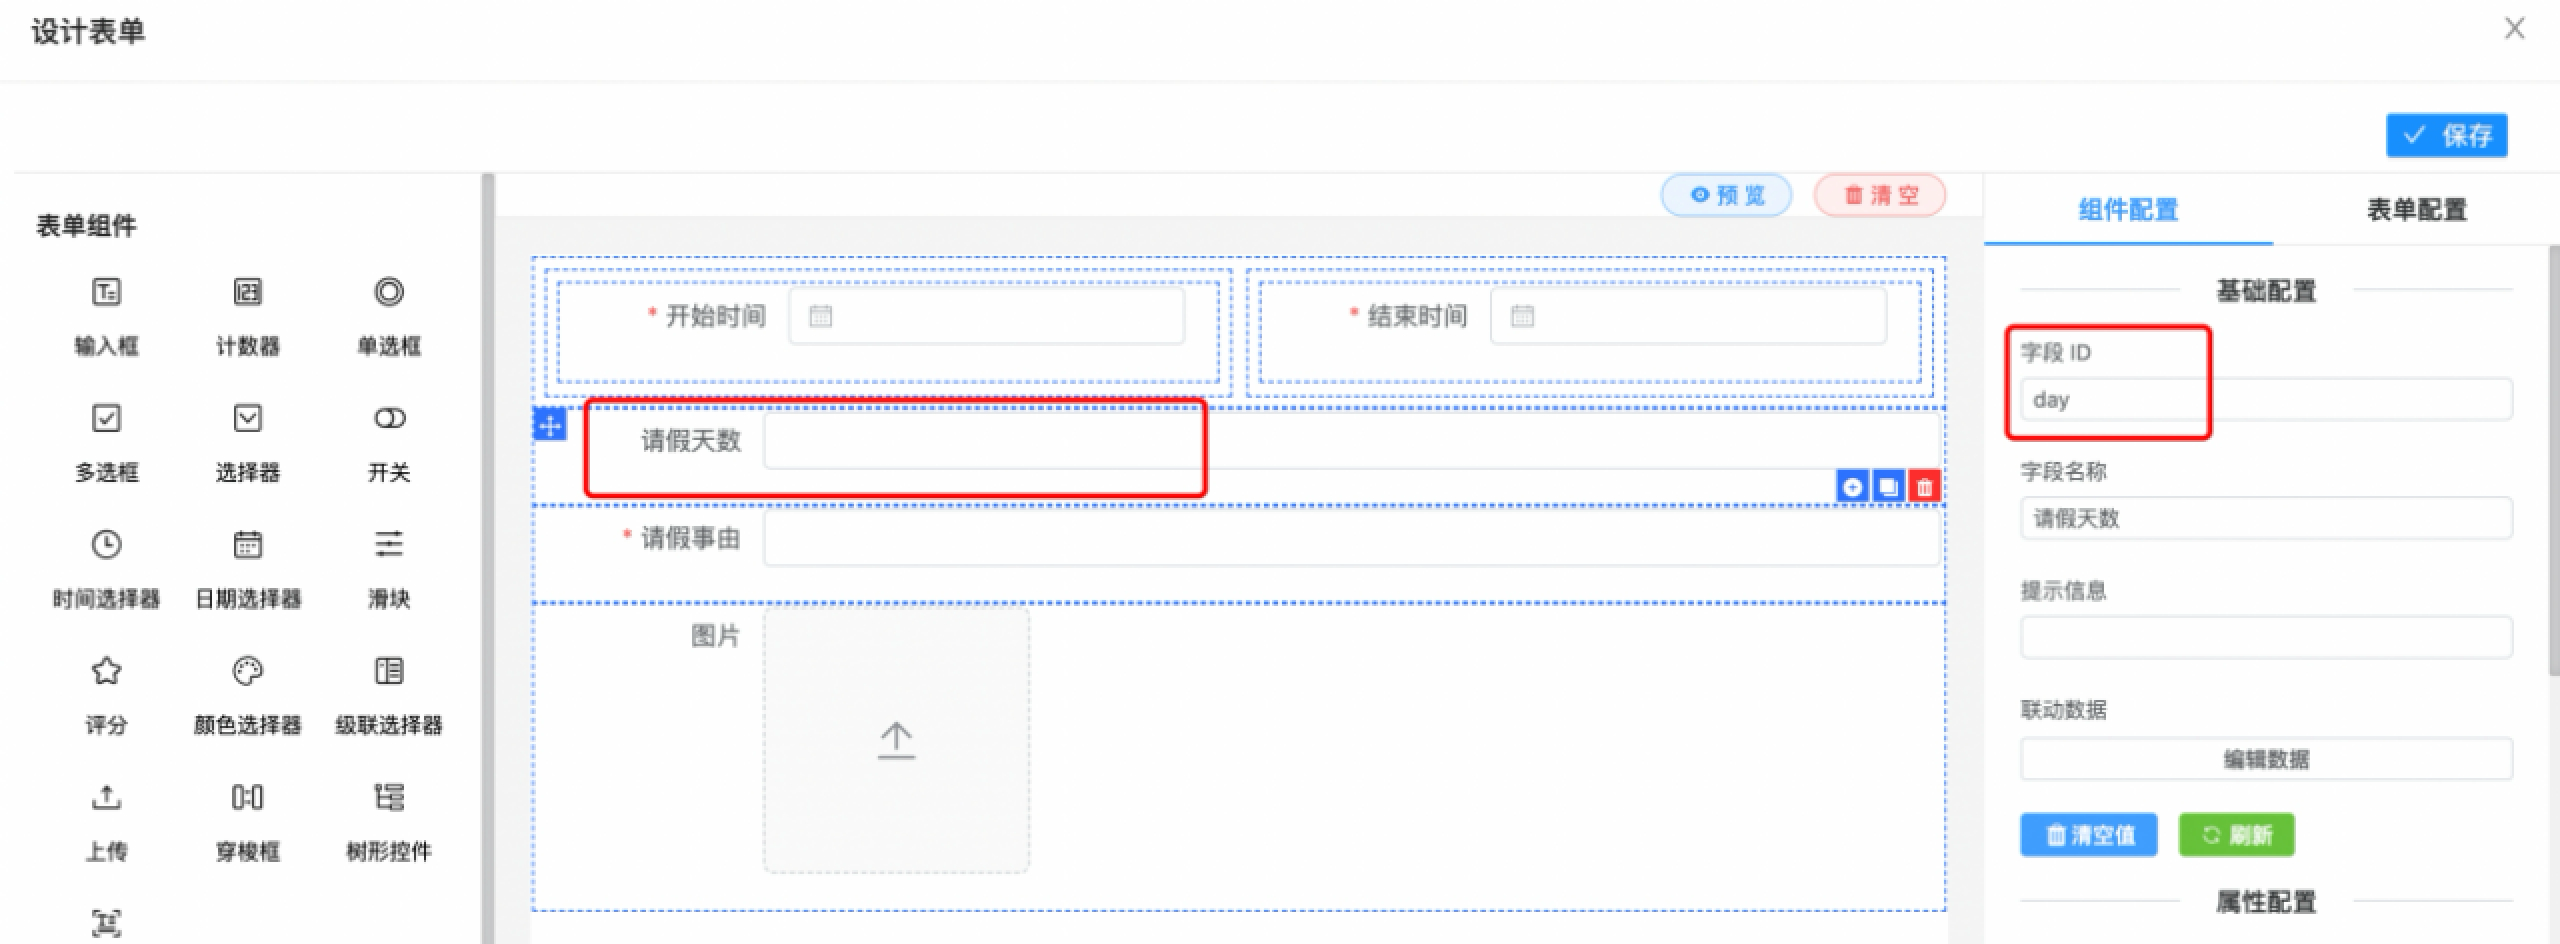 设计表单
保存
表单组件
输入框 计数器 单选框
多选框 选择器 开关
时间选择器 日期选择器 滑块
评分 颜色选择器 级联选择器
上传 穿梭框 树形控件
预览 清空
* 开始时间 * 结束时间
请假天数
* 请假事由
图片
组件配置 表单配置
基础配置
字段 ID
day
字段名称
请假天数
提示信息
联动数据
编辑数据
清空值 刷新
属性配置